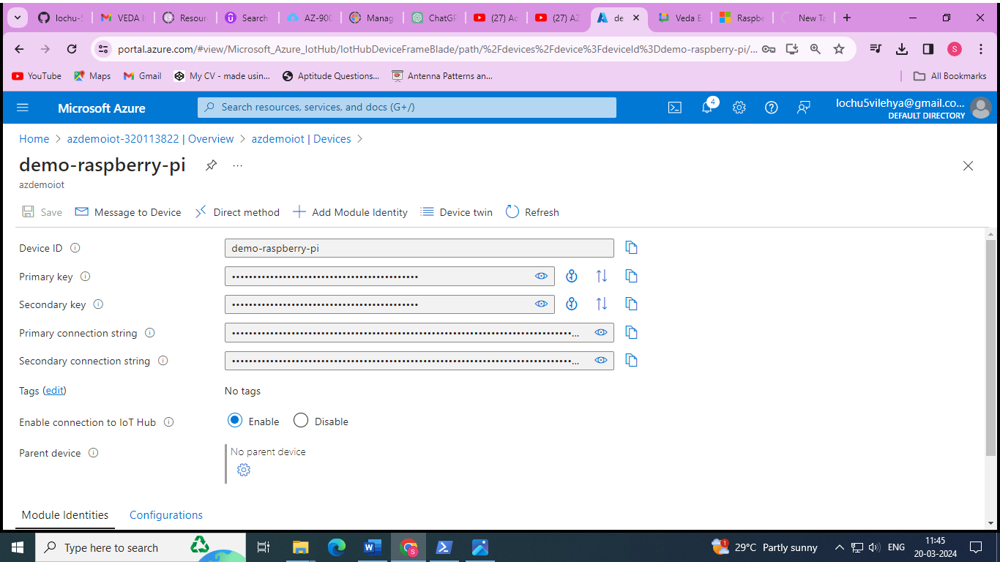 lochu-5
VEDA I
Resour
Search
AZ-900
Manag
ChatGP
(27) Ac
(27) AZ
de
Veda E
Raspbe
New Ta
portal.azure.com/#view/Microsoft_Azure_IotHub/IotHubDeviceFrameBlade/path/%2Fdevices%2Fdevice%3FdeviceId%3Ddemo-raspberry-pi/...
S
YouTube
Maps
Gmail
My CV - made usin...
Aptitude Questions...
Antenna Patterns an...
All Bookmarks
Microsoft Azure
Search resources, services, and docs (G+/)
4
lochu5vilehya@gmail.co...
DEFAULT DIRECTORY
Home > azdemoiot-320113822 | Overview > azdemoiot | Devices >
demo-raspberry-pi
azdemoiot
Save
Message to Device
Direct method
Add Module Identity
Device twin
Refresh
Device ID
demo-raspberry-pi
Primary key
Secondary key
Primary connection string
Secondary connection string
Tags (edit)
No tags
Enable connection to IoT Hub
Enable
Disable
Parent device
No parent device
Module Identities
Configurations
Type here to search
1
29°C Partly sunny
ENG
11:45
20-03-2024